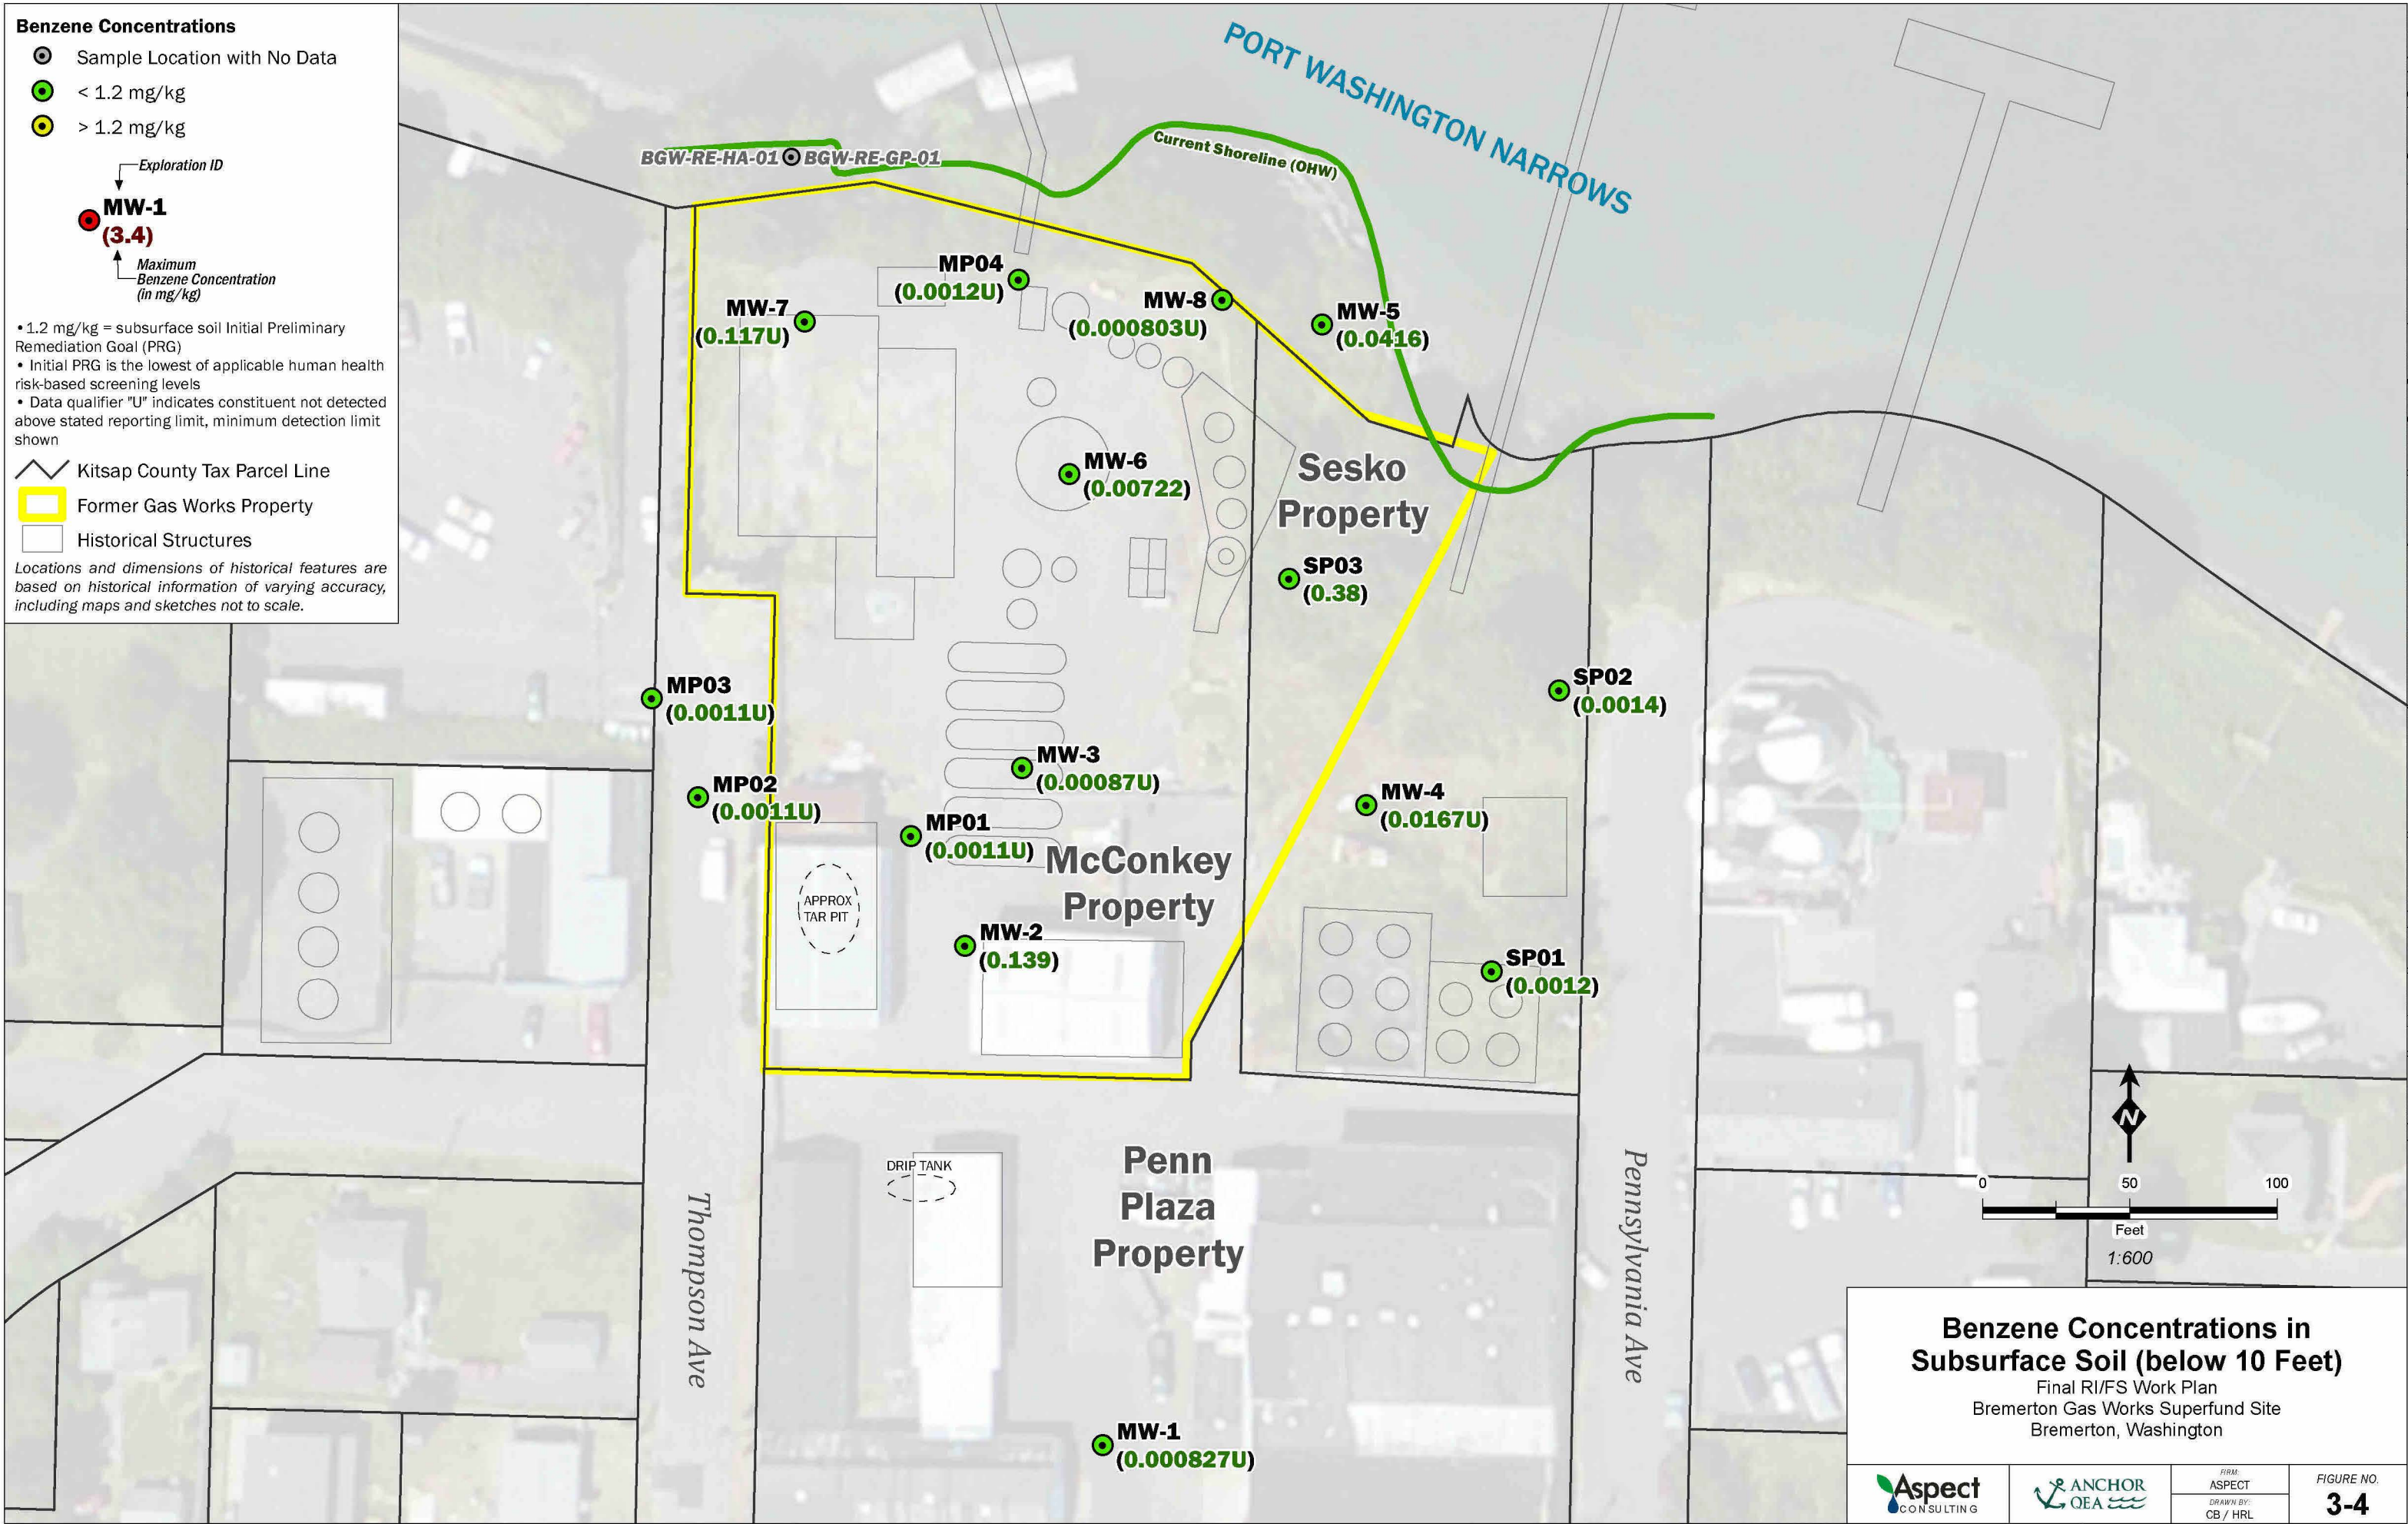 Benzene Concentrations
Sample Location with No Data
< 1.2 mg/kg
> 1.2 mg/kg
Exploration ID
MW-1
(3.4)
Maximum
Benzene Concentration
(in mg/kg)
• 1.2 mg/kg = subsurface soil Initial Preliminary
Remediation Goal (PRG)
• Initial PRG is the lowest of applicable human health
risk-based screening levels
• Data qualifier "U" indicates constituent not detected
above stated reporting limit, minimum detection limit
shown
Kitsap County Tax Parcel Line
Former Gas Works Property
Historical Structures
Locations and dimensions of historical features are
based on historical information of varying accuracy,
including maps and sketches not to scale.
PORT WASHINGTON NARROWS
Current Shoreline (OHW)
BGW-RE-HA-01 BGW-RE-GP-01
MP04
(0.0012U)
MW-8
(0.000803U)
MW-7
(0.117U)
MW-5
(0.0416)
MW-6
(0.00722)
Sesko
Property
SP03
(0.38)
MP03
(0.0011U)
SP02
(0.0014)
MW-3
(0.00087U)
MP02
(0.0011U)
MW-4
(0.0167U)
MP01
(0.0011U)
McConkey
Property
APPROX
TAR PIT
MW-2
(0.139)
SP01
(0.0012)
DRIP TANK
Penn
Plaza
Property
Thompson Ave
Pennsylvania Ave
MW-1
(0.000827U)
N
0 50 100
Feet
1:600
Benzene Concentrations in
Subsurface Soil (below 10 Feet)
Final RI/FS Work Plan
Bremerton Gas Works Superfund Site
Bremerton, Washington
Aspect
CONSULTING
ANCHOR
QEA
FIRM:
ASPECT
DRAWN BY:
CB / HRL
FIGURE NO.
3-4